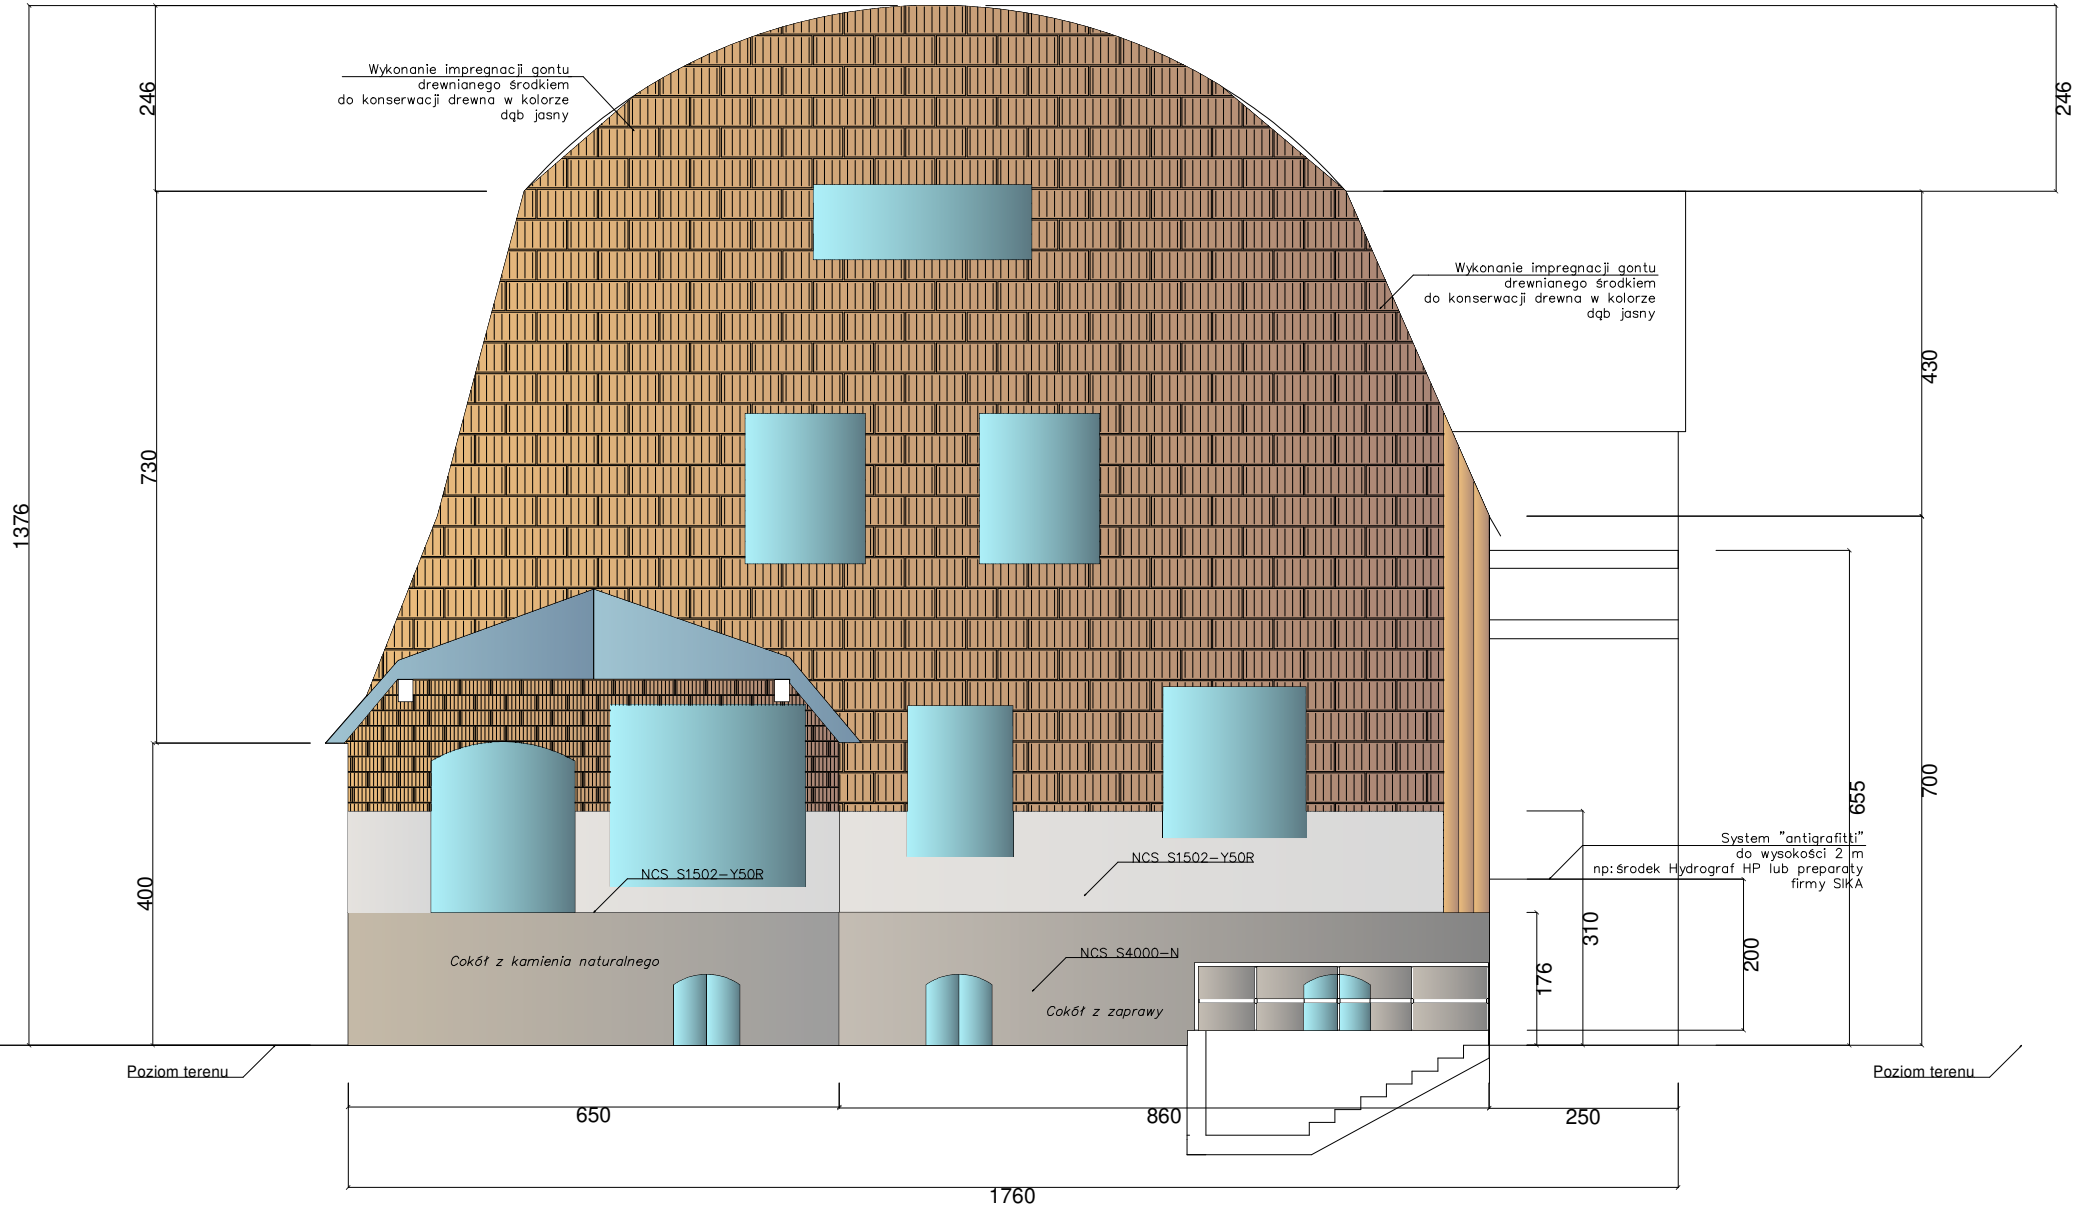 246
Wykonanie impregnacji gontu
drewnianego środkiem
do konserwacji drewna w kolorze
dąb jasny
246
Wykonanie impregnacji gontu
drewnianego środkiem
do konserwacji drewna w kolorze
dąb jasny
430
730
1376
700
655
System "antigrafitti"
do wysokości 2 m
np: środek Hydrograf HP lub preparaty
firmy SIKA
NCS S1502-Y50R
NCS S1502-Y50R
400
310
200
176
Cokół z kamienia naturalnego
NCS S4000-N
Cokół z zaprawy
Poziom terenu
Poziom terenu
650
860
250
1760